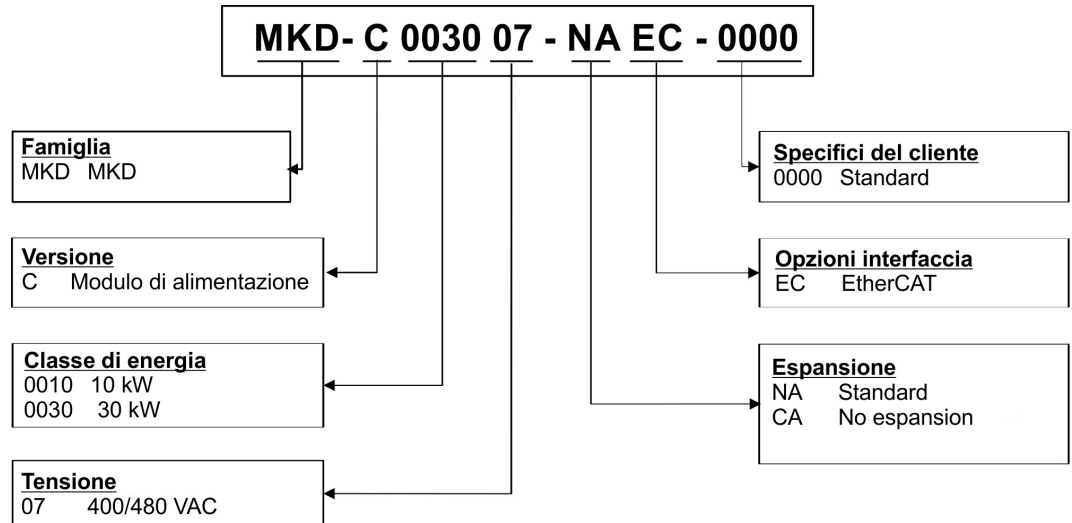 MKD- C 0030 07 - NA EC - 0000
Famiglia
MKD MKD
Versione
C Modulo di alimentazione
Classe di energia
0010 10 kW
0030 30 kW
Tensione
07 400/480 VAC
Specifici del cliente
0000 Standard
Opzioni interfaccia
EC EtherCAT
Espansione
NA Standard
CA No espansion